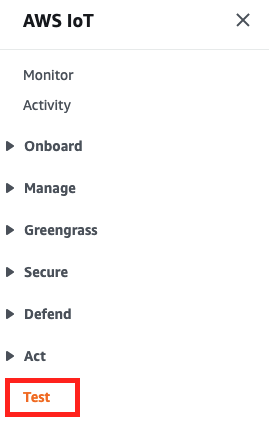 AWS IoT
Monitor
Activity
Onboard
Manage
Greengrass
Secure
Defend
Act
Test